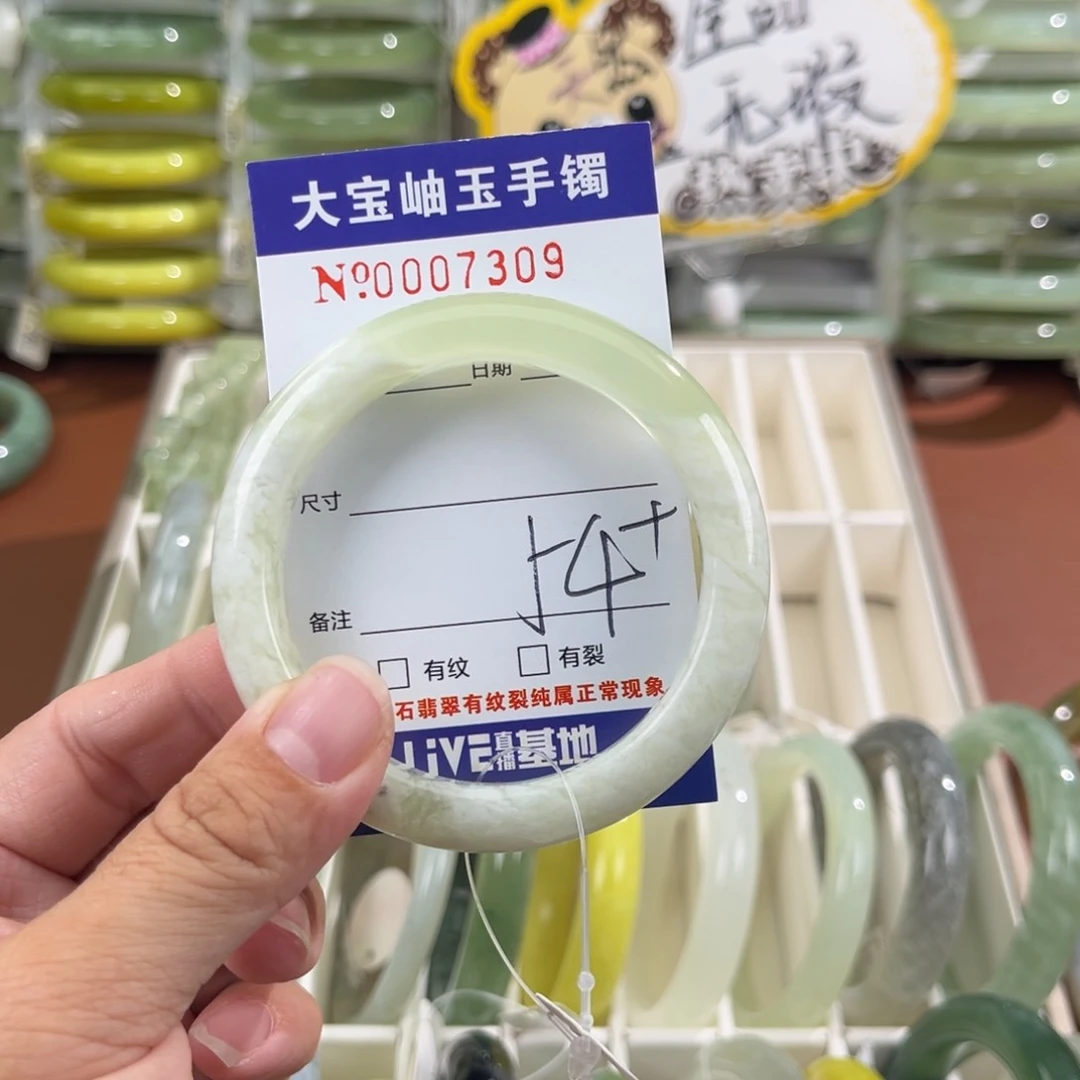 无瑕
大宝岫玉手镯
Nº0007309
日期
尺寸
54+
备注
有纹 有裂
石翡翠有纹裂纯属正常现象
LiVE直播基地